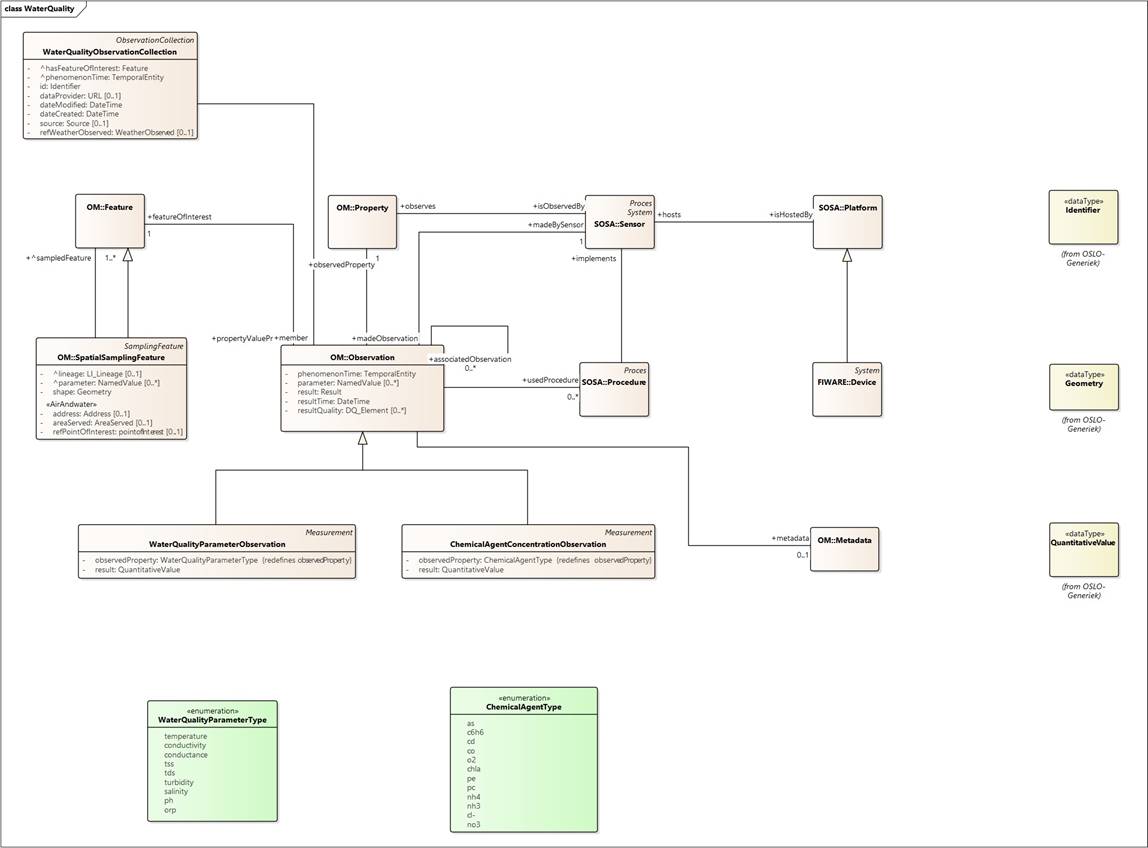 class WaterQuality
ObservationCollection
WaterQualityObservationCollection
- ^hasFeatureOfInterest: Feature
- ^phenomenonTime: TemporalEntity
- id: Identifier
- dataProvider: URL [0..1]
- dateModified: DateTime
- dateCreated: DateTime
- source: Source [0..1]
- refWeatherObserved: WeatherObserved [0..1]
OM::Feature
+featureOfInterest
1
+^sampledFeature
1..*
OM::Property
+observes
+isObservedBy
+observedProperty
1
Proces
System
SOSA::Sensor
+madeBySensor
1
+implements
+hosts
+isHostedBy
SOSA::Platform
«dataType»
Identifier
(from OSLO-
Generiek)
SamplingFeature
OM::SpatialSamplingFeature
- ^lineage: LI_Lineage [0..1]
- ^parameter: NamedValue [0..*]
- shape: Geometry
«AirAndwater»
- address: Address [0..1]
- areaServed: AreaServed [0..1]
- refPointOfInterest: pointofInterest [0..1]
+propertyValuePr
+member
+madeObservation
OM::Observation
- phenomenonTime: TemporalEntity
- parameter: NamedValue [0..*]
- result: Result
- resultTime: DateTime
- resultQuality: DQ_Element [0..*]
+associatedObservation
0..*
+usedProcedure
0..*
Proces
SOSA::Procedure
System
FIWARE::Device
«dataType»
Geometry
(from OSLO-
Generiek)
Measurement
WaterQualityParameterObservation
- observedProperty: WaterQualityParameterType {redefines observedProperty}
- result: QuantitativeValue
Measurement
ChemicalAgentConcentrationObservation
- observedProperty: ChemicalAgentType {redefines observedProperty}
- result: QuantitativeValue
+metadata
0..1
OM::Metadata
«dataType»
QuantitativeValue
(from OSLO-
Generiek)
«enumeration»
WaterQualityParameterType
temperature
conductivity
conductance
tss
tds
turbidity
salinity
ph
orp
«enumeration»
ChemicalAgentType
as
c6h6
cd
co
o2
chla
pe
pc
nh4
nh3
cl-
no3